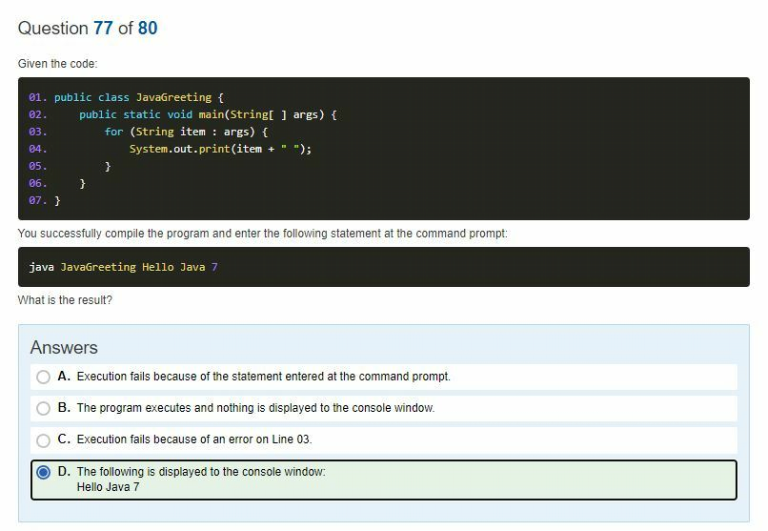 Question 77 of 80
Given the code:
01. public class JavaGreeting {
02.     public static void main(String[ ] args) {
03.         for (String item : args) {
04.             System.out.print(item + " ");
05.         }
06.     }
07. }
You successfully compile the program and enter the following statement at the command prompt:
java JavaGreeting Hello Java 7
What is the result?
Answers
A. Execution fails because of the statement entered at the command prompt.
B. The program executes and nothing is displayed to the console window.
C. Execution fails because of an error on Line 03.
D. The following is displayed to the console window:
Hello Java 7